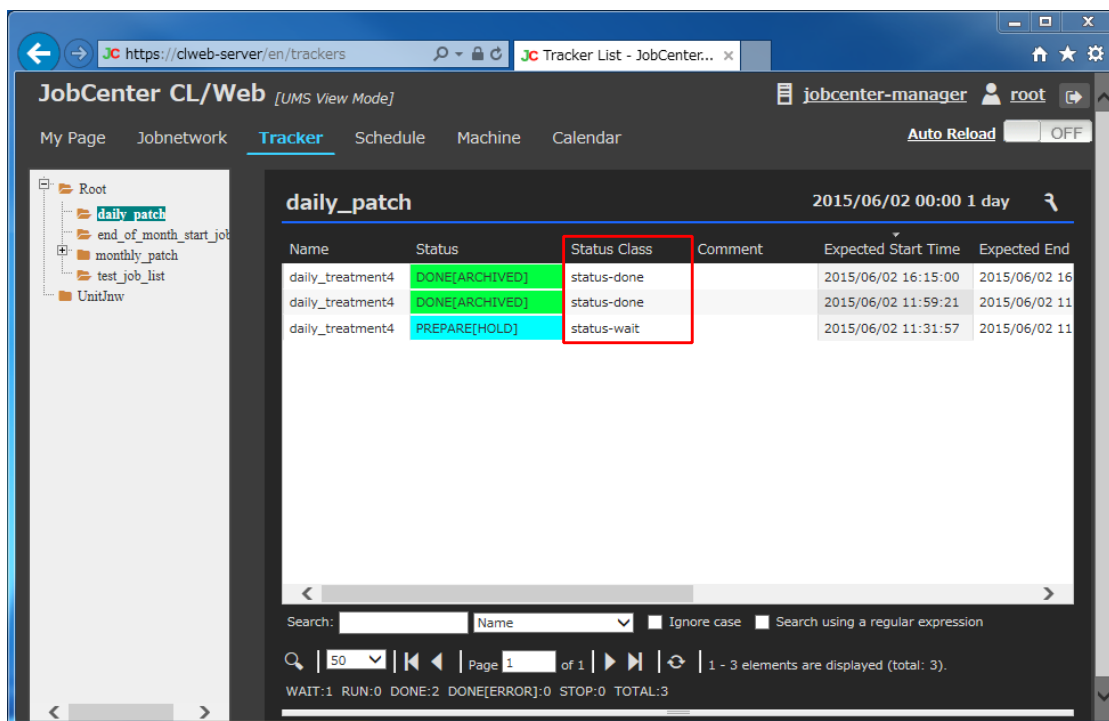 JC https://clweb-server/en/trackers
JC Tracker List - JobCenter...
JobCenter CL/Web [UMS View Mode]
jobcenter-manager
root
My Page Jobnetwork Tracker Schedule Machine Calendar
Auto Reload OFF
Root
daily_patch
end_of_month_start_job
monthly_patch
test_job_list
UnitJnw
daily_patch
2015/06/02 00:00 1 day
Name Status Status Class Comment Expected Start Time Expected End
daily_treatment4 DONE[ARCHIVED] status-done 2015/06/02 16:15:00 2015/06/02 16
daily_treatment4 DONE[ARCHIVED] status-done 2015/06/02 11:59:21 2015/06/02 11
daily_treatment4 PREPARE[HOLD] status-wait 2015/06/02 11:31:57 2015/06/02 11
Search: Name Ignore case Search using a regular expression
50 Page 1 of 1 1 - 3 elements are displayed (total: 3).
WAIT:1 RUN:0 DONE:2 DONE[ERROR]:0 STOP:0 TOTAL:3